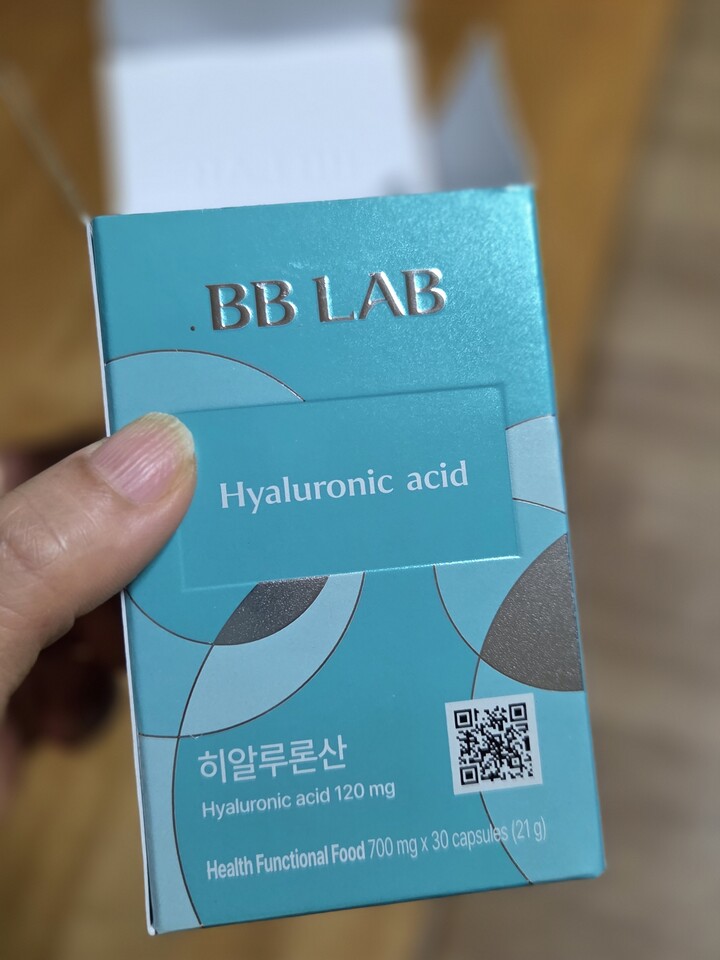 BB LAB
Hyaluronic acid
히알루론산
Hyaluronic acid 120 mg
Health Functional Food 700 mg x 30 capsules (21 g)